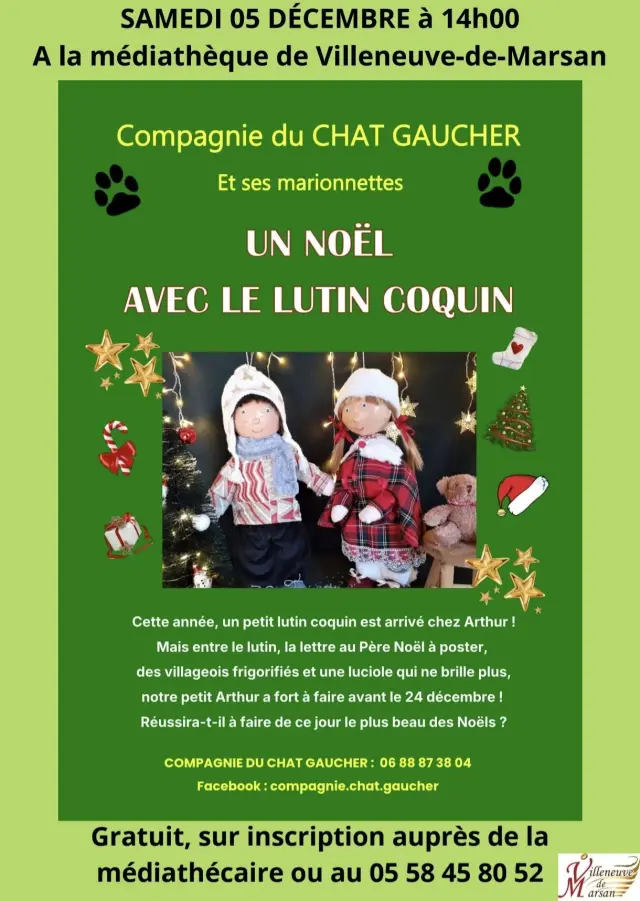 SAMEDI 05 DÉCEMBRE à 14h00
A la médiathèque de Villeneuve-de-Marsan
Compagnie du CHAT GAUCHER
Et ses marionnettes
UN NOËL
AVEC LE LUTIN COQUIN
Cette année, un petit lutin coquin est arrivé chez Arthur !
Mais entre le lutin, la lettre au Père Noël à poster,
des villageois frigorifiés et une luciole qui ne brille plus,
notre petit Arthur a fort à faire avant le 24 décembre !
Réussira-t-il à faire de ce jour le plus beau des Noëls ?
COMPAGNIE DU CHAT GAUCHER : 06 88 87 38 04
Facebook : compagnie.chat.gaucher
Gratuit, sur inscription auprès de la
médiathécaire ou au 05 58 45 80 52
Villeneuve
de
Marsan